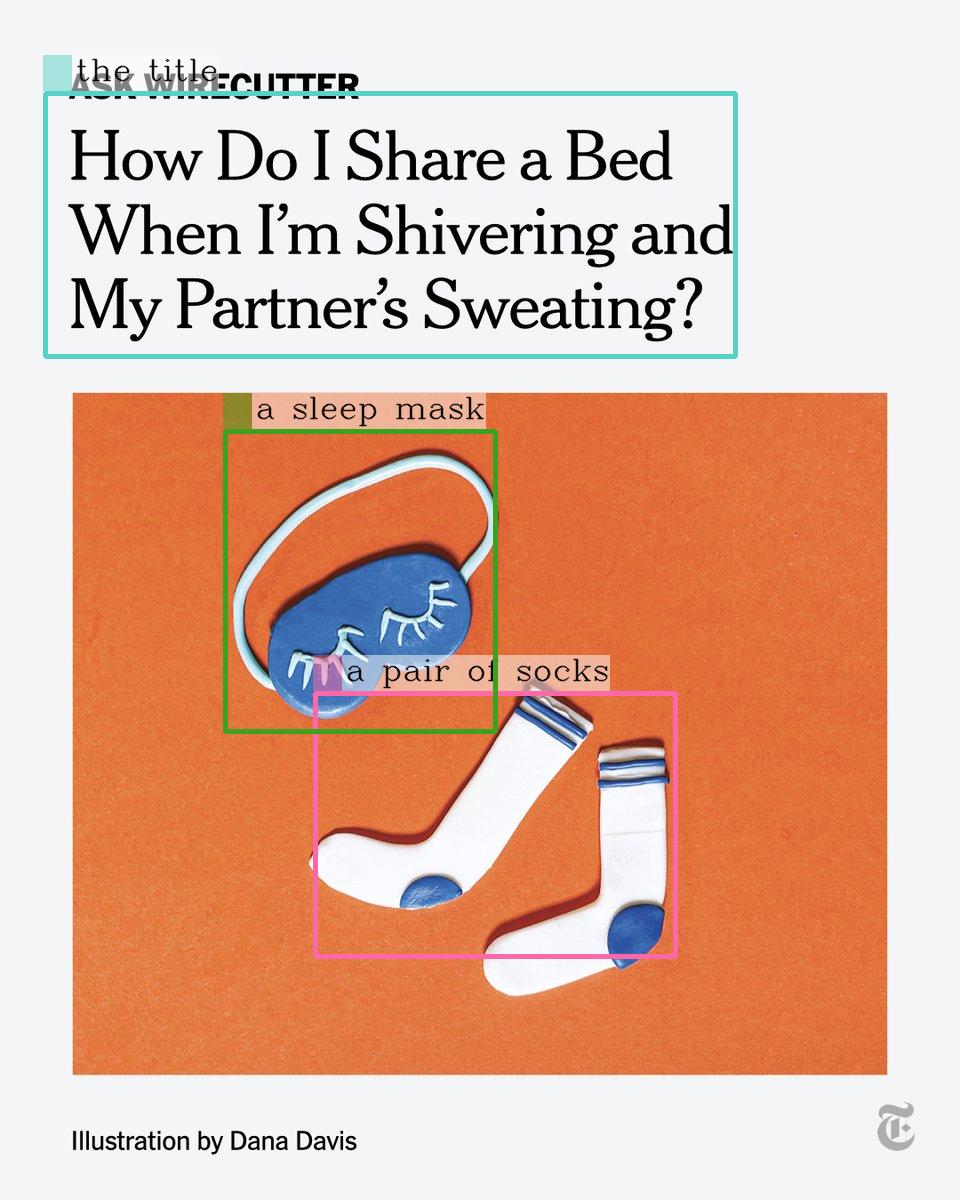 the title
ASK WIRECUTTER
How Do I Share a Bed
When I’m Shivering and
My Partner’s Sweating?
a sleep mask
a pair of socks
Illustration by Dana Davis
T